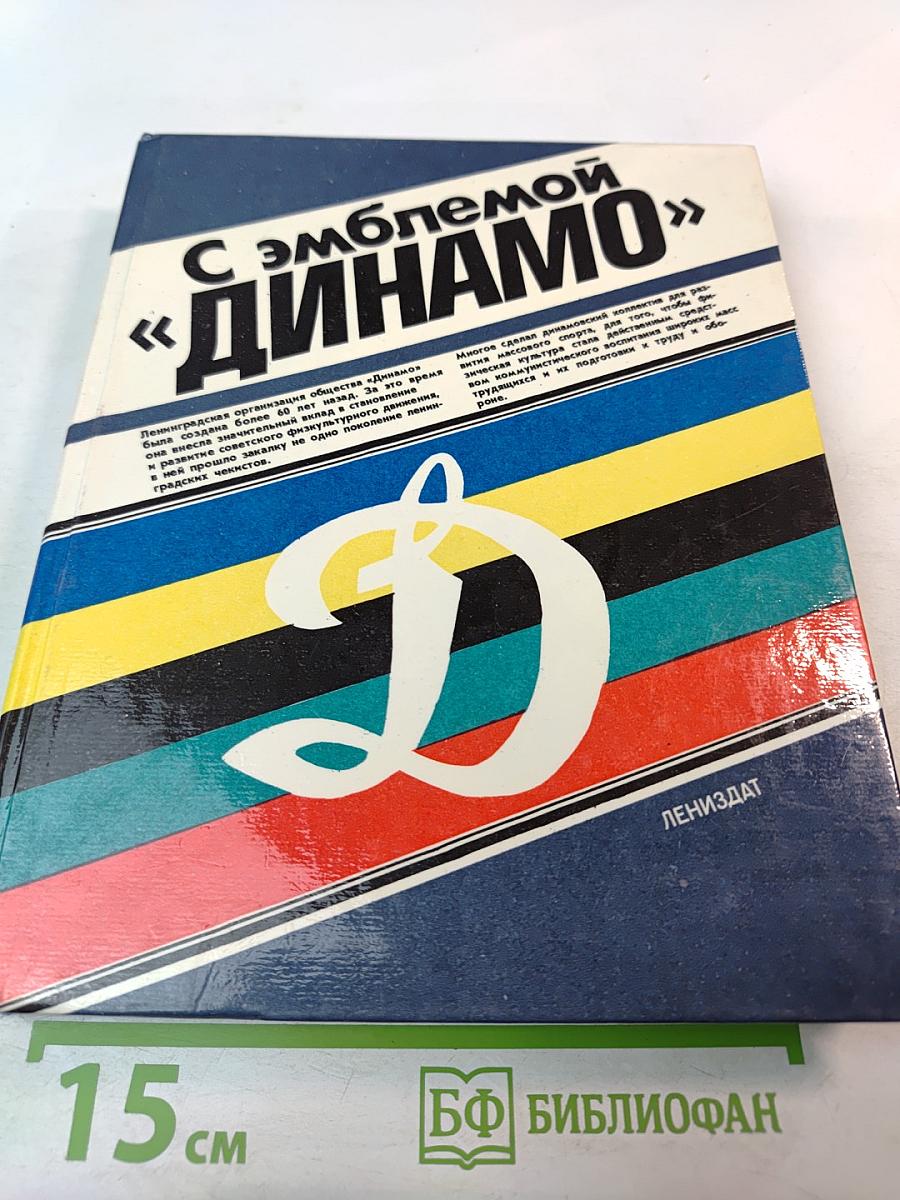 С эмблемой
«ДИНАМО»
Ленинградская организация общества «Динамо»
была создана более 60 лет назад. За это время
она внесла значительный вклад в становление
и развитие советского физкультурного движения,
в ней прошло закалку не одно поколение ленин-
градских чекистов.
Многое сделал динамовский коллектив для раз-
вития массового спорта, для того, чтобы фи-
зическая культура стала действенным средст-
вом коммунистического воспитания широких масс
трудящихся и их подготовки к труду и обо-
роне.
Д
ЛЕНИЗДАТ
15 см
БФ БИБЛИОФАН